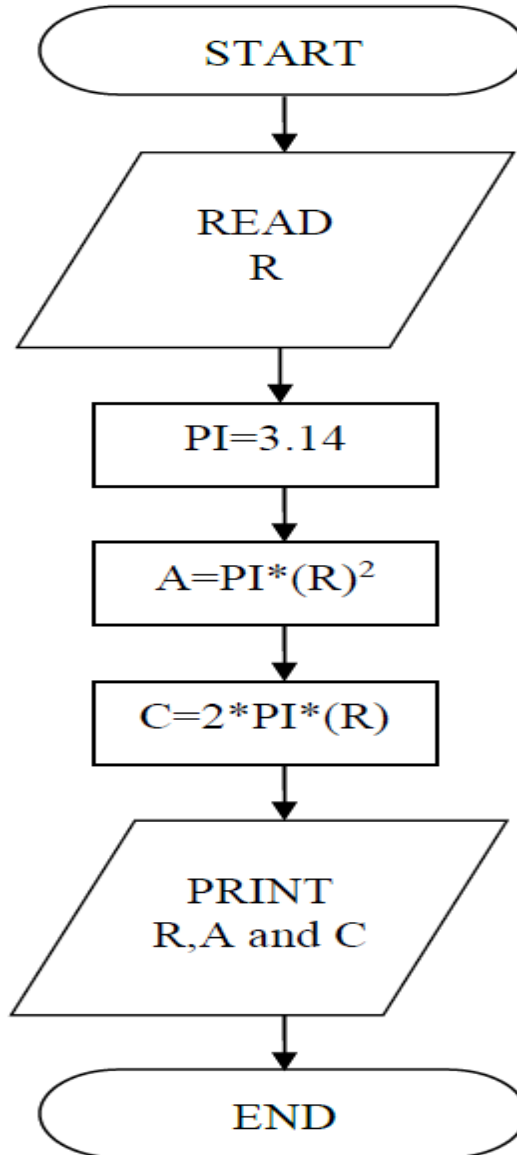 START
READ
R
PI=3.14
A=PI*(R)²
C=2*PI*(R)
PRINT
R,A and C
END